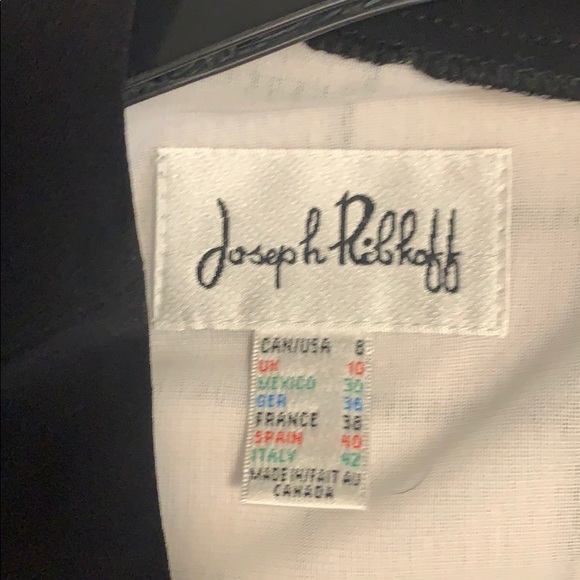 Joseph Ribkoff
CAN/USA 8
UK 10
MEXICO 30
GER 36
FRANCE 38
SPAIN 40
ITALY 42
MADE IN/FAIT AU
CANADA